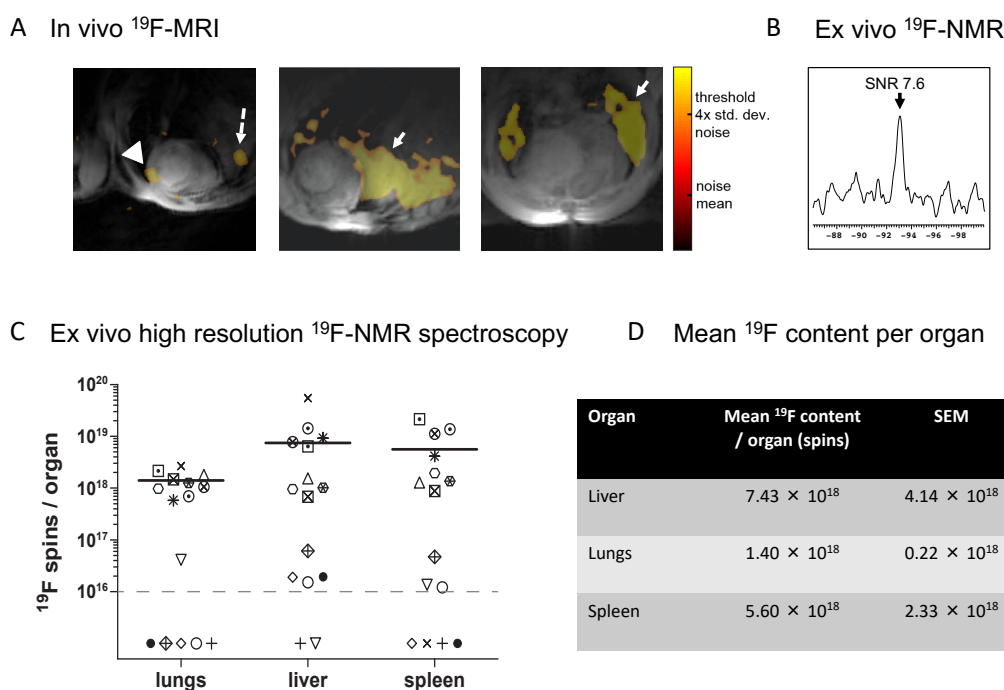 A In vivo ¹⁹F-MRI
B Ex vivo ¹⁹F-NMR
threshold
4x std. dev.
noise
noise
mean
SNR 7.6
-88 -90 -92 -94 -96 -98
C Ex vivo high resolution ¹⁹F-NMR spectroscopy
¹⁹F spins / organ
10²⁰
10¹⁹
10¹⁸
10¹⁷
10¹⁶
lungs liver spleen
D Mean ¹⁹F content per organ
Organ Mean ¹⁹F content SEM
/ organ (spins)
Liver 7.43 × 10¹⁸ 4.14 × 10¹⁸
Lungs 1.40 × 10¹⁸ 0.22 × 10¹⁸
Spleen 5.60 × 10¹⁸ 2.33 × 10¹⁸